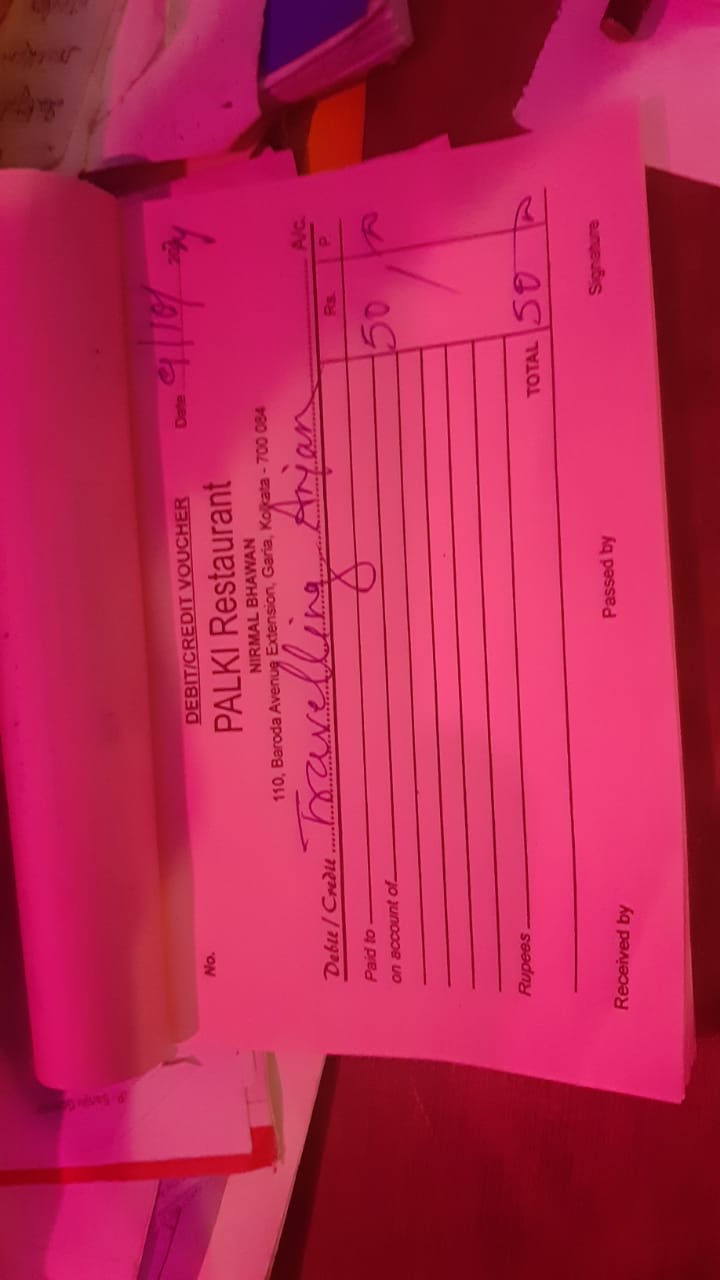 DEBIT/CREDIT VOUCHER
No.
Date 9/10/ 2024
PALKI Restaurant
NIRMAL BHAWAN
110, Baroda Avenue Extension, Garia, Kolkata - 700 084
Debit / Credit Travelling Anjan A/c.
Rs. P.
Paid to 50
on account of
Rupees TOTAL 50
Received by Passed by Signature